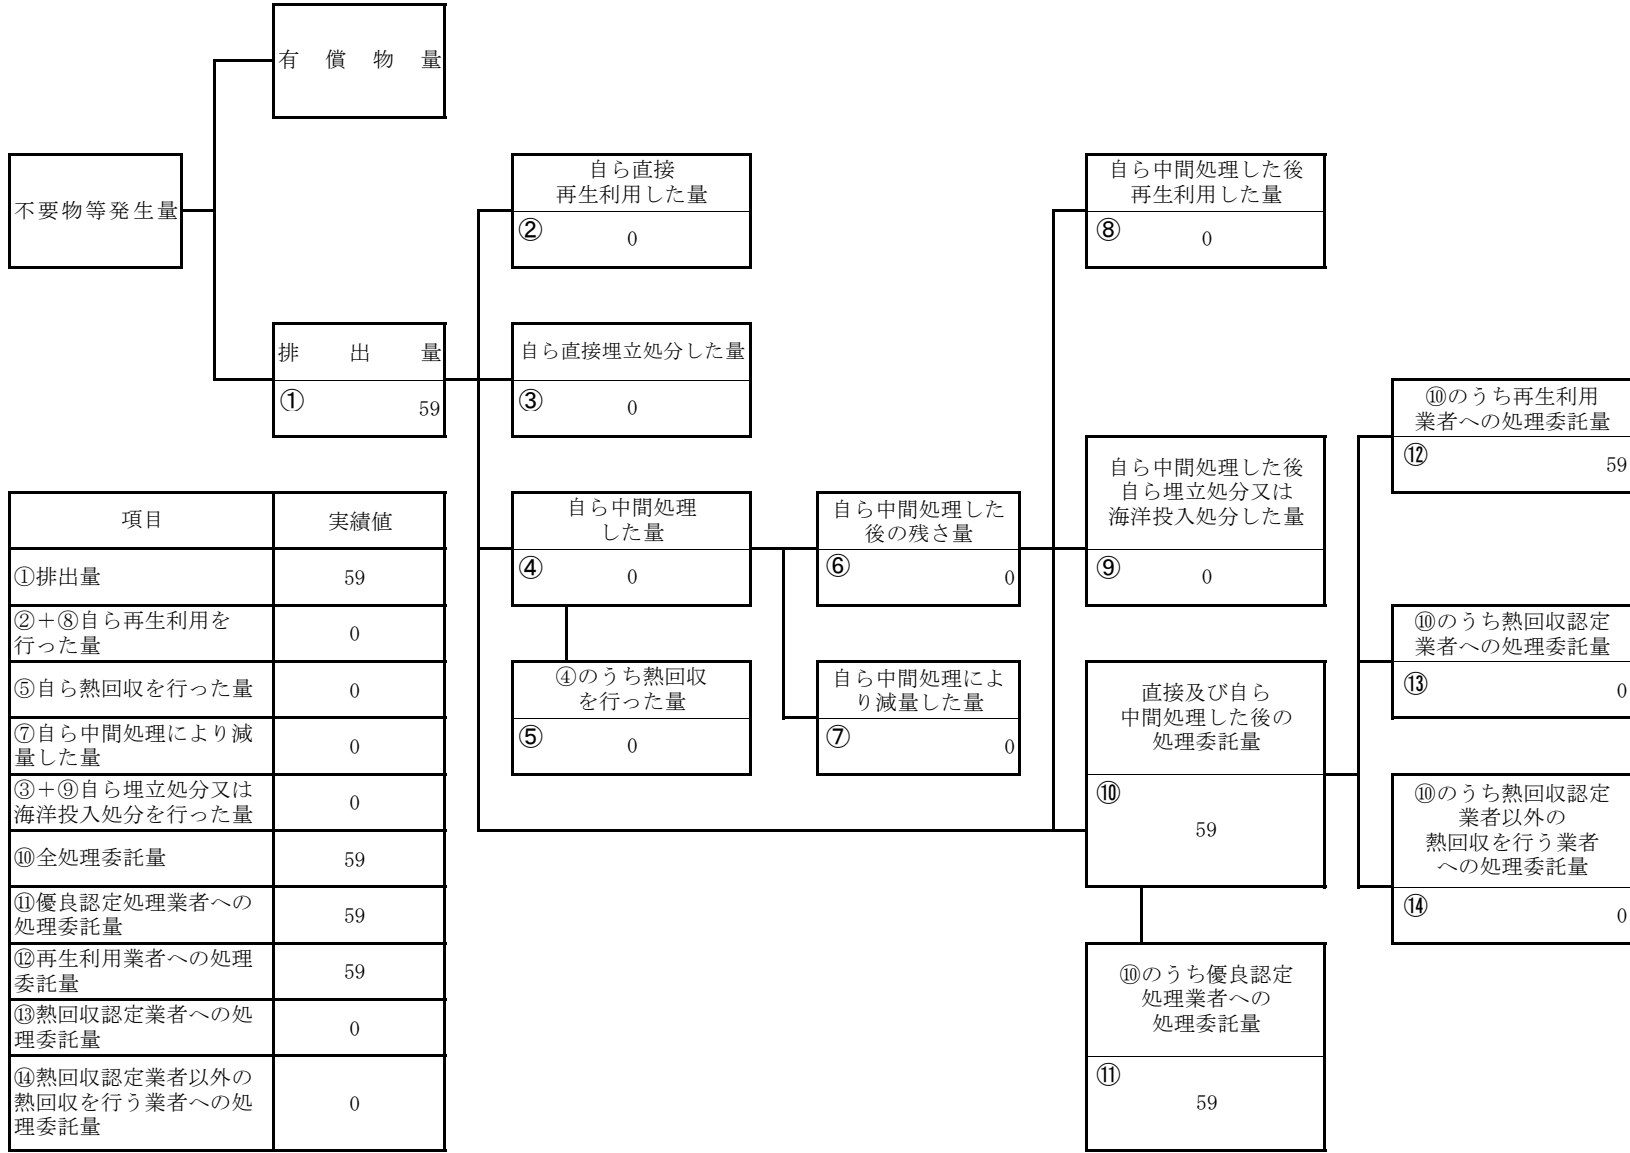 有償物量
不要物等発生量
排出量
①
59
自ら直接
再生利用した量
②
0
自ら直接埋立処分した量
③
0
自ら中間処理
した量
④
0
④のうち熱回収
を行った量
⑤
0
自ら中間処理した
後の残さ量
⑥
0
自ら中間処理によ
り減量した量
⑦
0
自ら中間処理した後
再生利用した量
⑧
0
自ら中間処理した後
自ら埋立処分又は
海洋投入処分した量
⑨
0
直接及び自ら
中間処理した後の
処理委託量
⑩
59
⑩のうち優良認定
処理業者への
処理委託量
⑪
59
⑩のうち再生利用
業者への処理委託量
⑫
59
⑩のうち熱回収認定
業者への処理委託量
⑬
0
⑩のうち熱回収認定
業者以外の
熱回収を行う業者
への処理委託量
⑭
0
項目 実績値
①排出量 59
②＋⑧自ら再生利用を
行った量
0
⑤自ら熱回収を行った量 0
⑦自ら中間処理により減
量した量
0
③＋⑨自ら埋立処分又は
海洋投入処分を行った量
0
⑩全処理委託量 59
⑪優良認定処理業者への
処理委託量
59
⑫再生利用業者への処理
委託量
59
⑬熱回収認定業者への処
理委託量
0
⑭熱回収認定業者以外の
熱回収を行う業者への処
理委託量
0